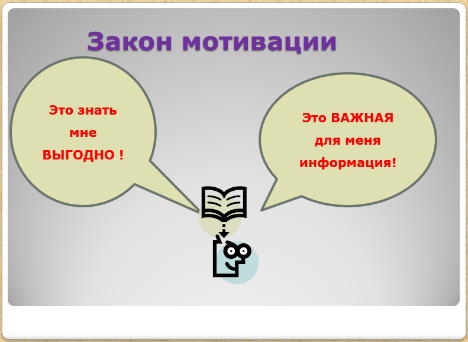 Закон мотивации
Это знать
мне
ВЫГОДНО !
Это ВАЖНАЯ
для меня
информация!